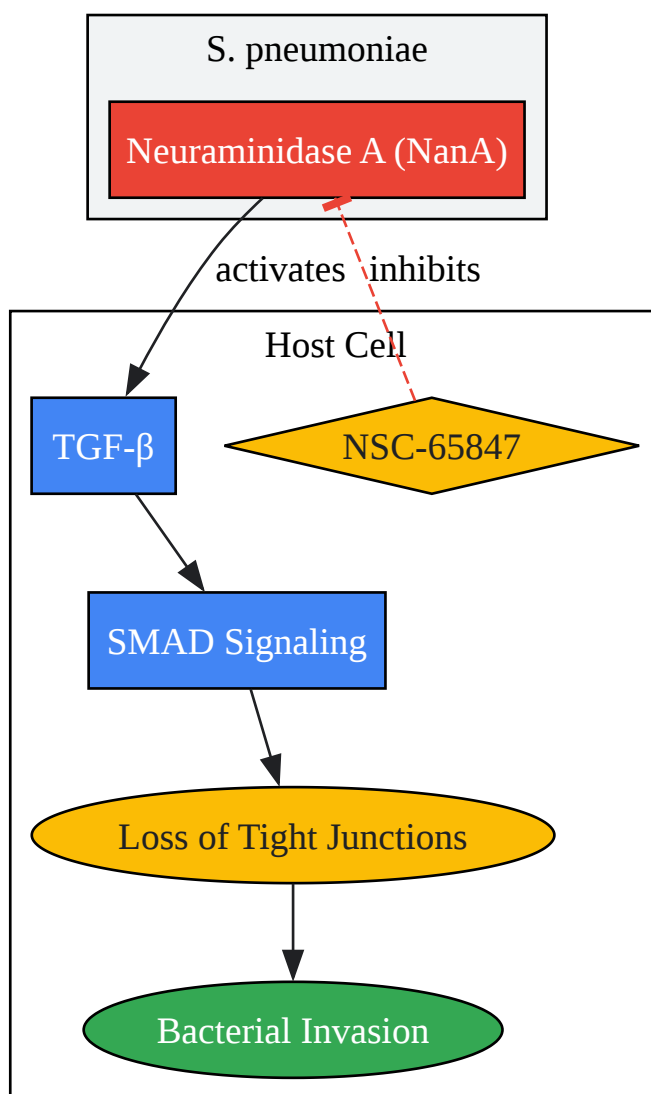 S. pneumoniae
Neuraminidase A (NanA)
activates
inhibits
Host Cell
TGF-β
NSC-65847
SMAD Signaling
Loss of Tight Junctions
Bacterial Invasion